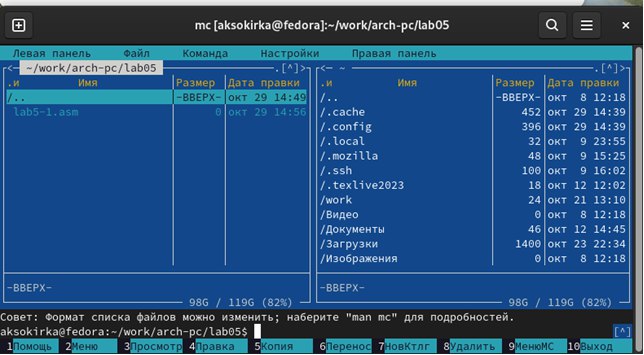 mc [aksokirka@fedora]:~/work/arch-pc/lab05
Левая панель Файл Команда Настройки Правая панель
<─ ~/work/arch-pc/lab05 .[^]> <─ ~ .[^]>
.и Имя Размер Дата правки .и Имя Размер Дата правки
/.. -ВВЕРХ- окт 29 14:49 /.. -ВВЕРХ- окт 8 12:18
lab5-1.asm 0 окт 29 14:56 /.cache 452 окт 29 14:39
/.config 396 окт 29 14:39
/.local 32 окт 9 23:55
/.mozilla 48 окт 9 15:25
/.ssh 100 окт 9 16:02
/.texlive2023 18 окт 12 12:02
/work 24 окт 21 13:10
/Видео 0 окт 8 12:18
/Документы 46 окт 12 14:45
/Загрузки 1400 окт 23 22:34
/Изображения 0 окт 8 12:18
-ВВЕРХ- -ВВЕРХ-
98G / 119G (82%) 98G / 119G (82%)
Совет: Формат списка файлов можно изменить; наберите "man mc" для подробностей.
aksokirka@fedora:~/work/arch-pc/lab05$ [^]
1Помощь 2Меню 3Просмотр 4Правка 5Копия 6Перенос 7НовКтлг 8Удалить 9МенюMC 10Выход